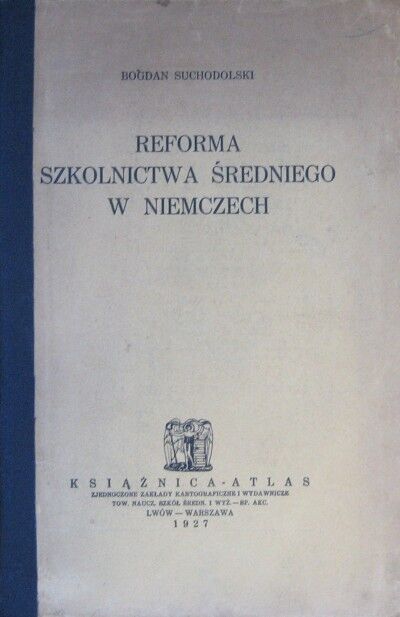 BOGDAN SUCHODOLSKI
REFORMA
SZKOLNICTWA ŚREDNIEGO
W NIEMCZECH
KSIĄŻNICA-ATLAS
ZJEDNOCZONE ZAKŁADY KARTOGRAFICZNE I WYDAWNICZE
TOW. NAUCZ. SZKÓŁ ŚREDN. I WYŻ.—SP. AKC.
LWÓW—WARSZAWA
1927